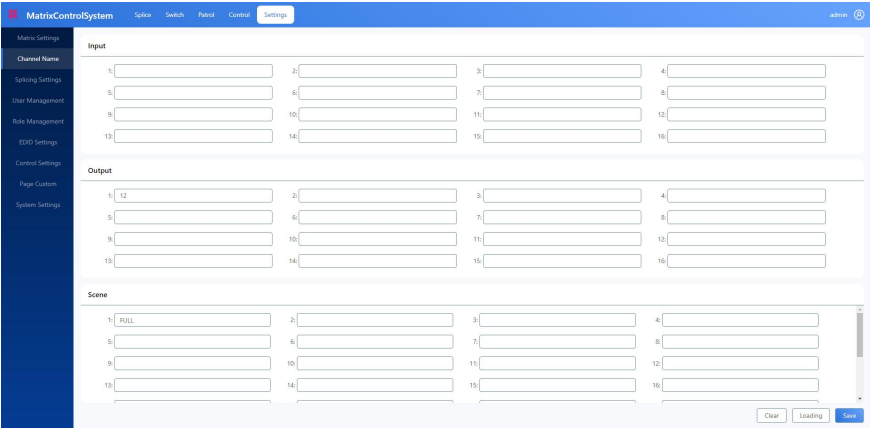 MatrixControlSystem Splice Switch Patrol Control Settings admin
Matrix Settings
Channel Name
Splicing Settings
User Management
Role Management
EDID Settings
Control Settings
Page Custom
System Settings
Input
1: 2: 3: 4:
5: 6: 7: 8:
9: 10: 11: 12:
13: 14: 15: 16:
Output
1: 12 2: 3: 4:
5: 6: 7: 8:
9: 10: 11: 12:
13: 14: 15: 16:
Scene
1: FULL 2: 3: 4:
5: 6: 7: 8:
9: 10: 11: 12:
13: 14: 15: 16:
Clear Loading Save